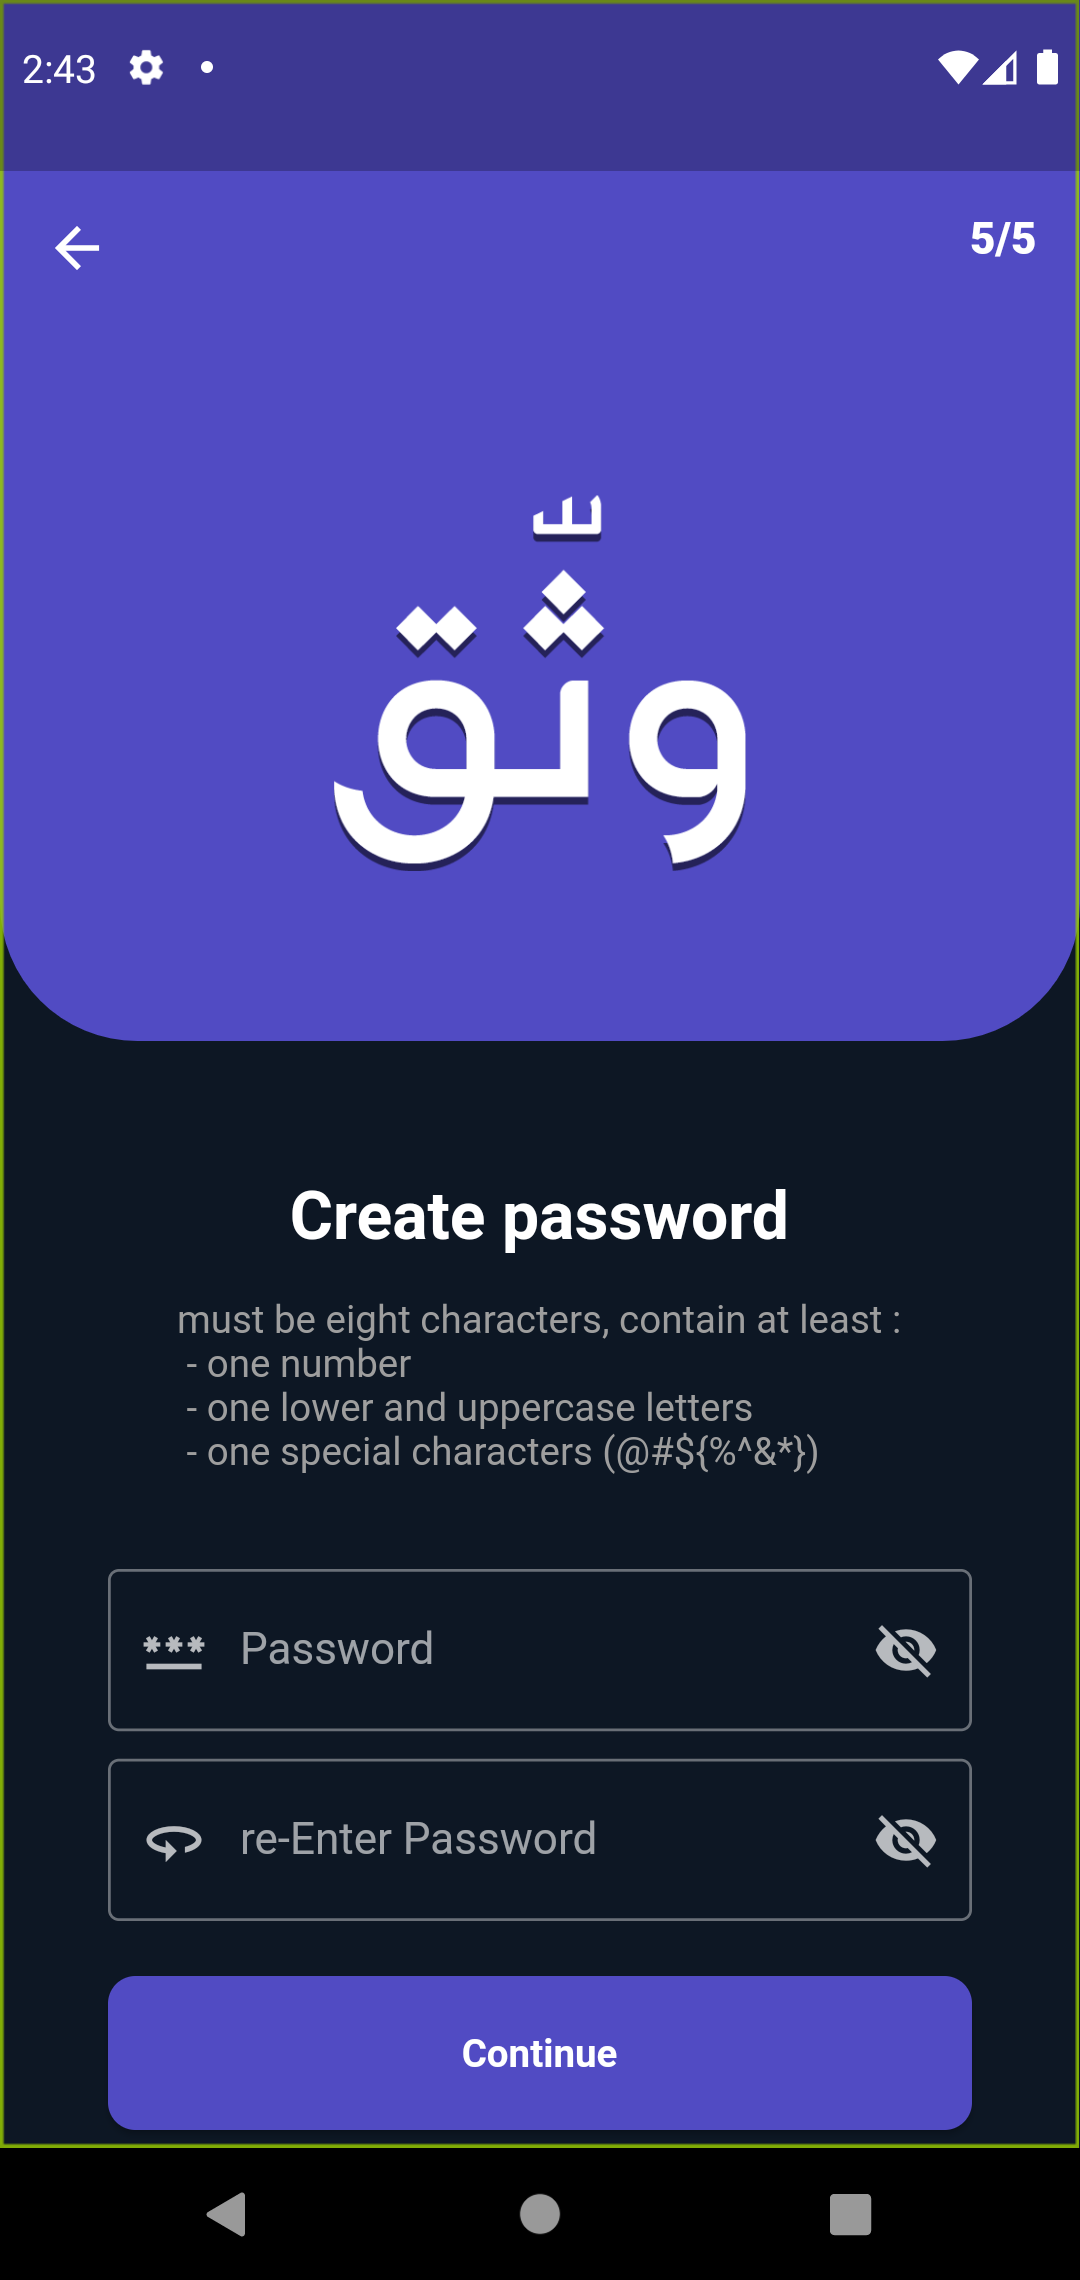 2:43
5/5
وثّق
Create password
must be eight characters, contain at least :
- one number
- one lower and uppercase letters
- one special characters (@#${%^&*})
*** Password
re-Enter Password
Continue